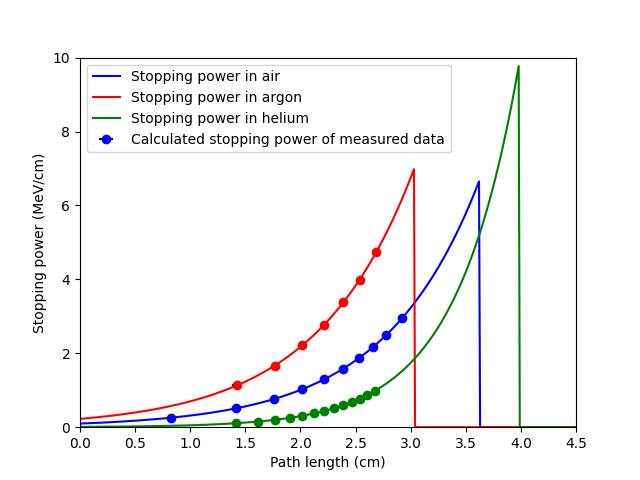 Stopping power in air
Stopping power in argon
Stopping power in helium
Calculated stopping power of measured data
Stopping power (MeV/cm)
10
8
6
4
2
0
0.0 0.5 1.0 1.5 2.0 2.5 3.0 3.5 4.0 4.5
Path length (cm)